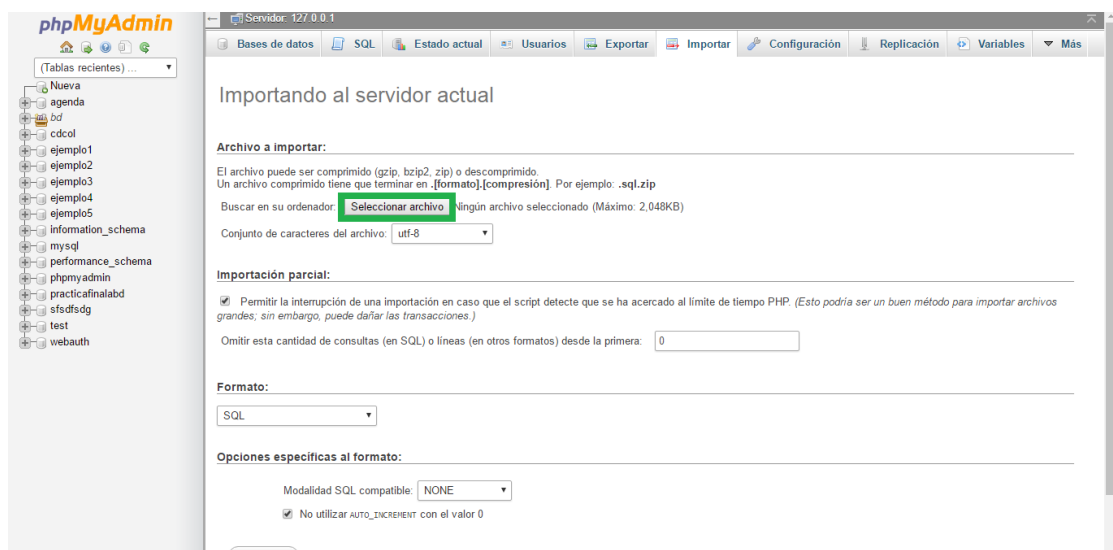 phpMyAdmin
(Tablas recientes) ...
Nueva
agenda
bd
cdcol
ejemplo1
ejemplo2
ejemplo3
ejemplo4
ejemplo5
information_schema
mysql
performance_schema
phpmyadmin
practicafinalabd
sfsdfsdg
test
webauth
Servidor: 127.0.0.1
Bases de datos SQL Estado actual Usuarios Exportar Importar Configuración Replicación Variables Más
Importando al servidor actual
Archivo a importar:
El archivo puede ser comprimido (gzip, bzip2, zip) o descomprimido.
Un archivo comprimido tiene que terminar en .[formato].[compresión]. Por ejemplo: .sql.zip
Buscar en su ordenador: Seleccionar archivo Ningún archivo seleccionado (Máximo: 2,048KB)
Conjunto de caracteres del archivo: utf-8
Importación parcial:
Permitir la interrupción de una importación en caso que el script detecte que se ha acercado al límite de tiempo PHP. (Esto podría ser un buen método para importar archivos
grandes; sin embargo, puede dañar las transacciones.)
Omitir esta cantidad de consultas (en SQL) o líneas (en otros formatos) desde la primera: 0
Formato:
SQL
Opciones específicas al formato:
Modalidad SQL compatible: NONE
No utilizar AUTO_INCREMENT con el valor 0